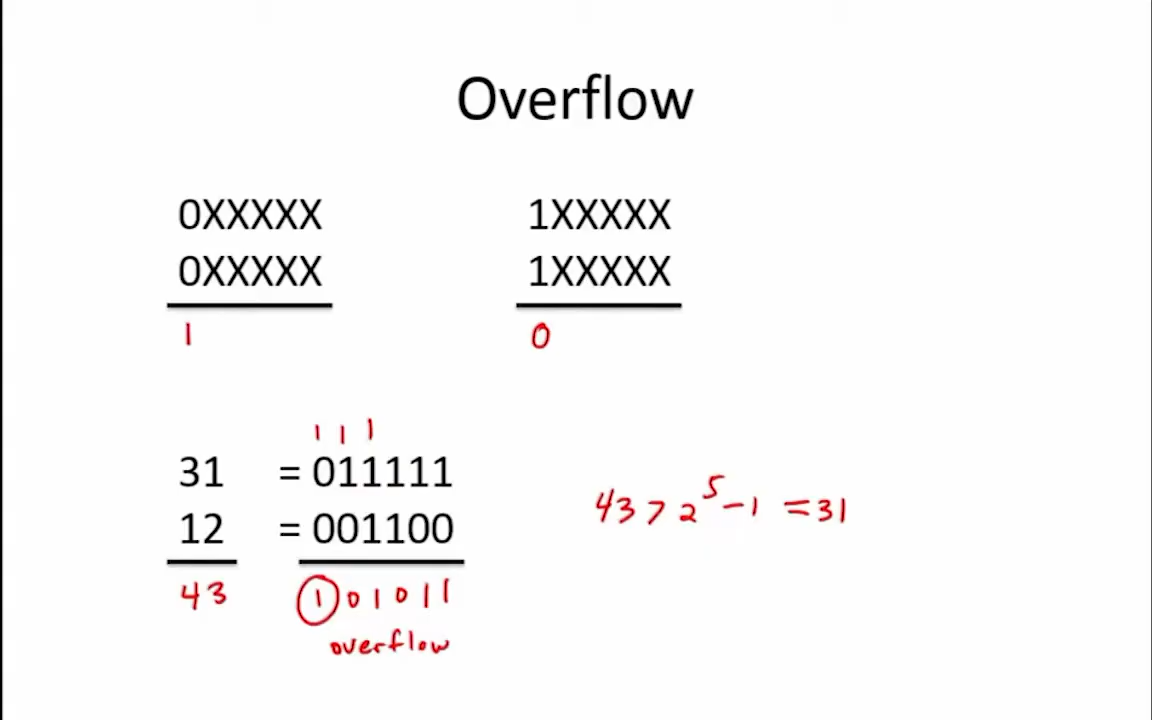 Overflow
0XXXXX 1XXXXX
0XXXXX 1XXXXX
1 0
1 1 1
31 = 011111
12 = 001100
43 > 2^5 - 1 = 31
43 101011
overflow